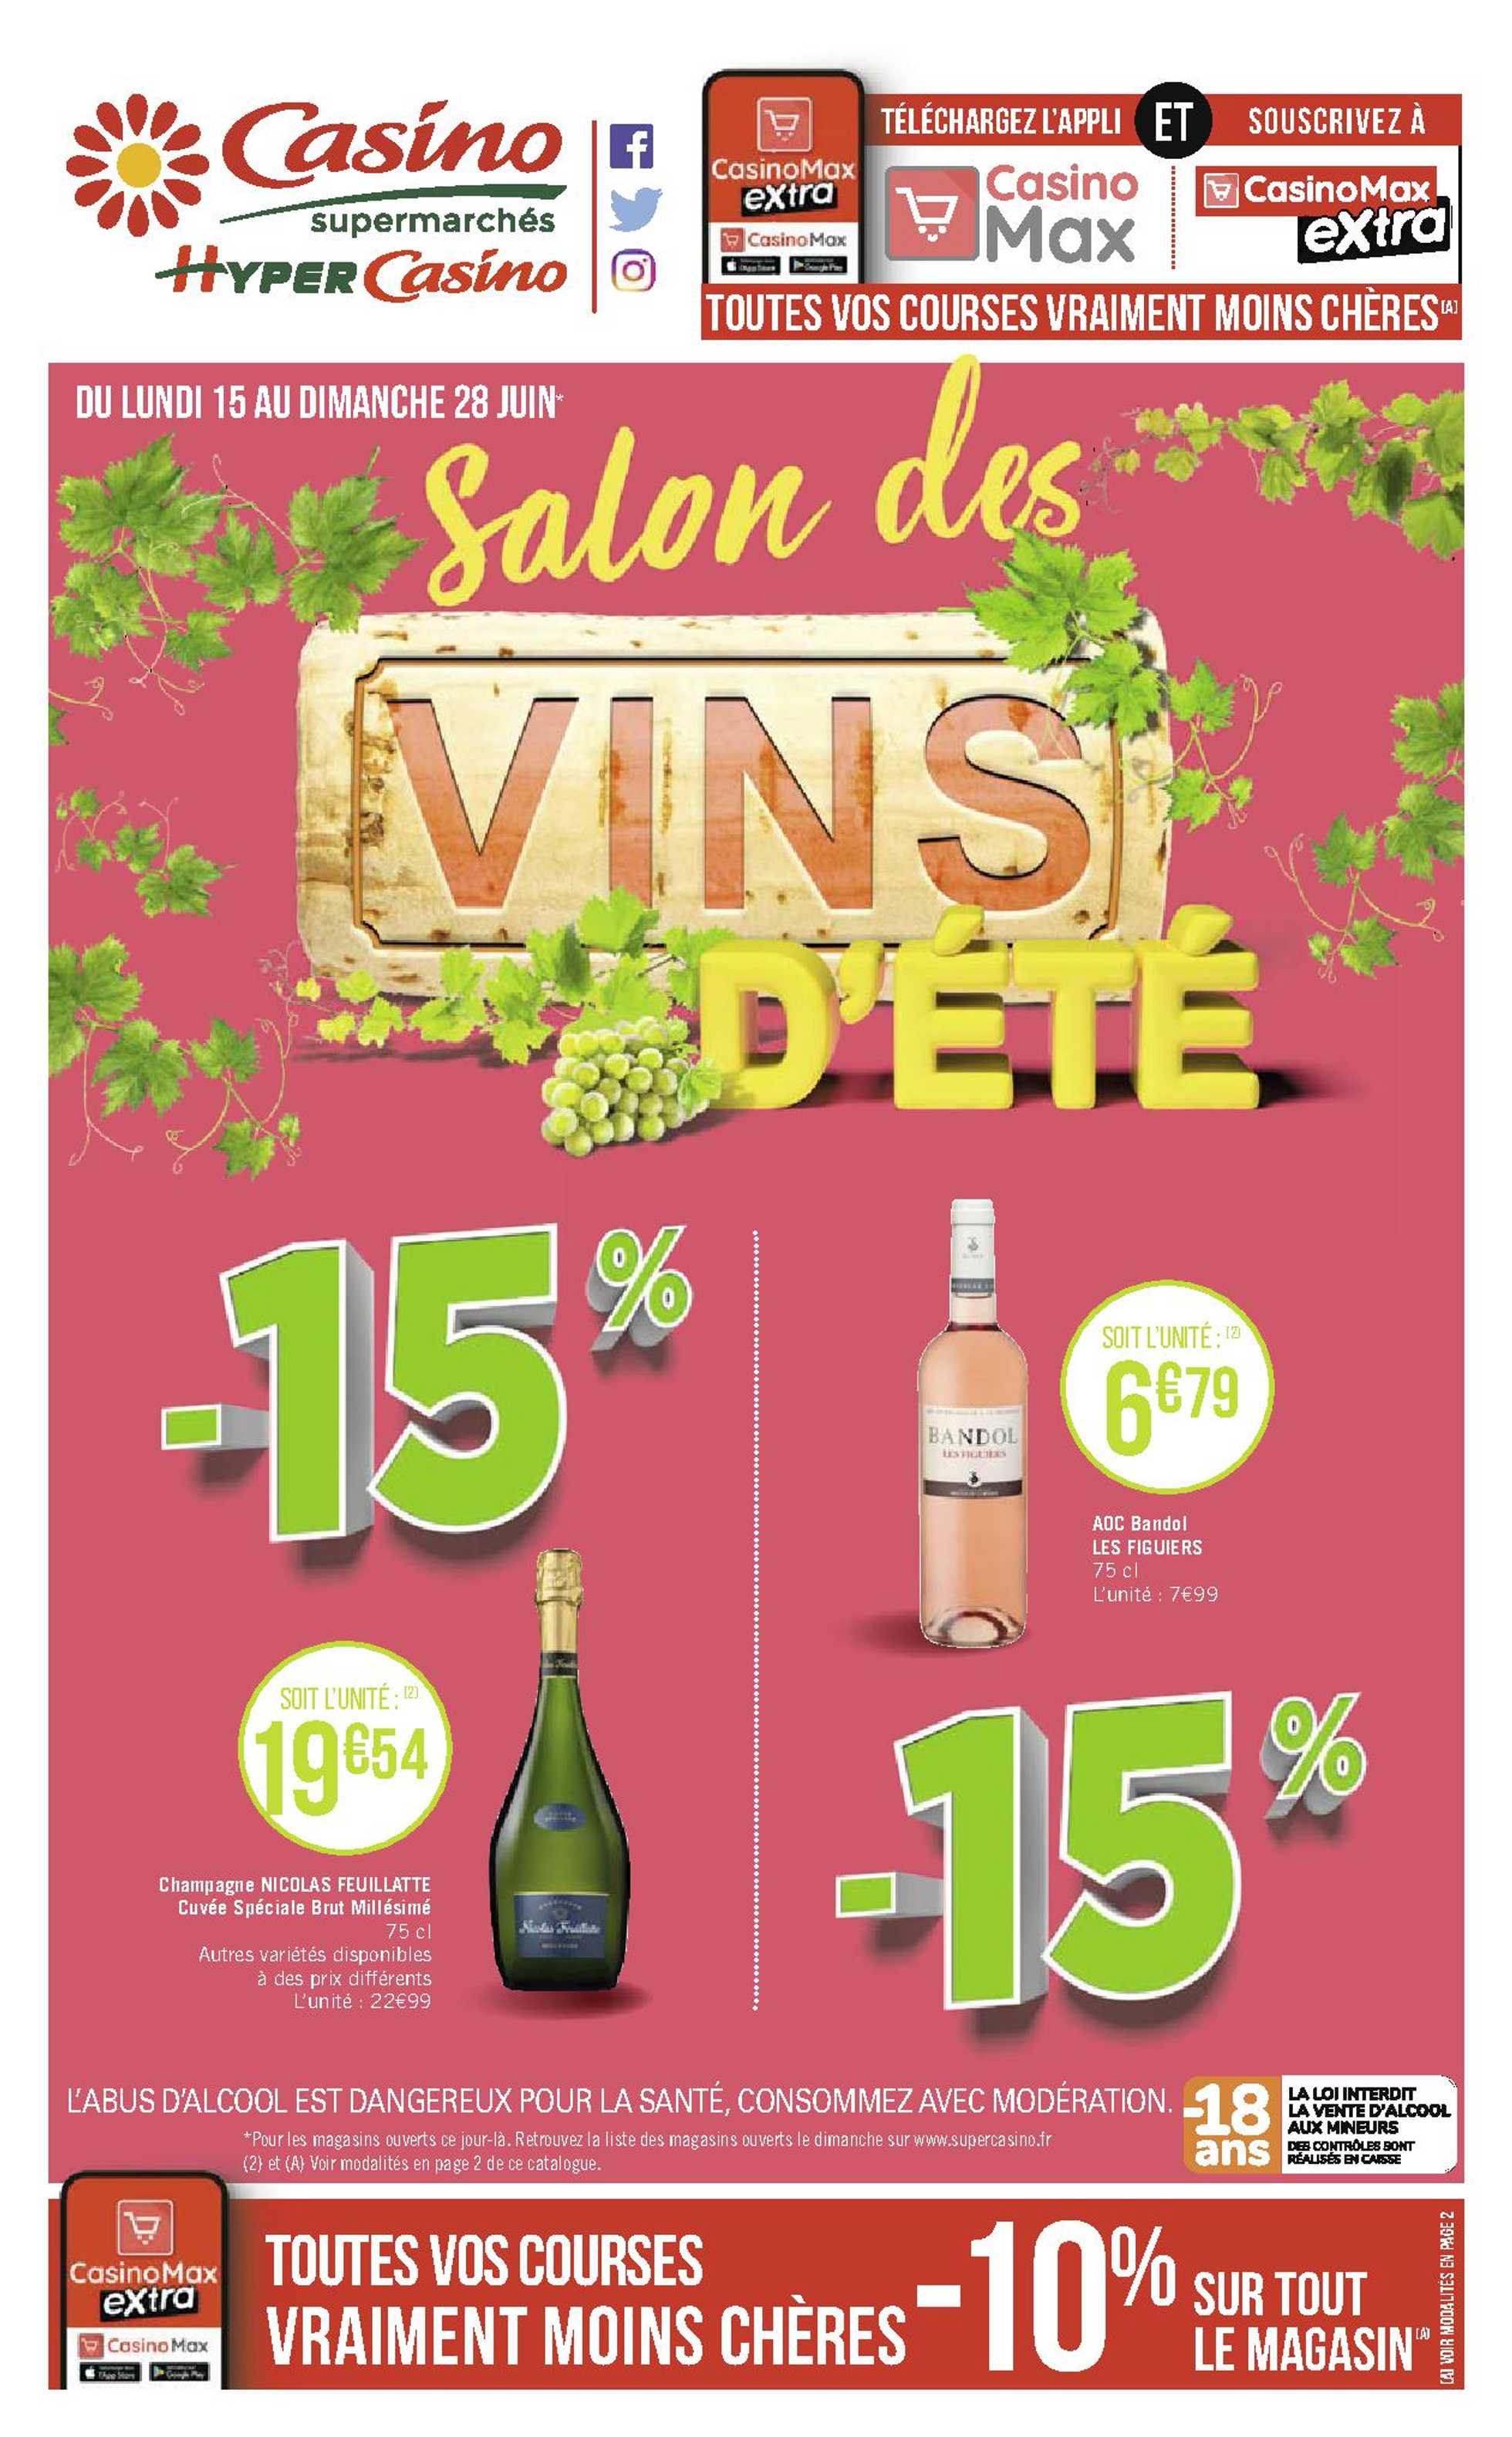 Casino
supermarchés
HYPER Casino
CasinoMax
extra
CasinoMax
TÉLÉCHARGEZ L'APPLI ET SOUSCRIVEZ À
Casino
Max
CasinoMax
extra
TOUTES VOS COURSES VRAIMENT MOINS CHÈRES(A)
DU LUNDI 15 AU DIMANCHE 28 JUIN*
Salon des
VINS
D'ÉTÉ
-15%
SOIT L'UNITÉ : (2)
19€54
Champagne NICOLAS FEUILLATTE
Cuvée Spéciale Brut Millésimé
75 cl
Autres variétés disponibles
à des prix différents
L'unité : 22€99
Nicolas Feuillatte
BANDOL
LES FIGUIERS
SOIT L'UNITÉ : (2)
6€79
AOC Bandol
LES FIGUIERS
75 cl
L'unité : 7€99
-15%
L'ABUS D'ALCOOL EST DANGEREUX POUR LA SANTÉ, CONSOMMEZ AVEC MODÉRATION.
*Pour les magasins ouverts ce jour-là. Retrouvez la liste des magasins ouverts le dimanche sur www.supercasino.fr
(2) et (A) Voir modalités en page 2 de ce catalogue.
-18
ans
LA LOI INTERDIT
LA VENTE D'ALCOOL
AUX MINEURS
DES CONTRÔLES SONT
RÉALISÉS EN CAISSE
CasinoMax
extra
CasinoMax
App Store
Google Play
TOUTES VOS COURSES
VRAIMENT MOINS CHÈRES
-10%
SUR TOUT
LE MAGASIN(A)
(A) VOIR MODALITÉS EN PAGE 2